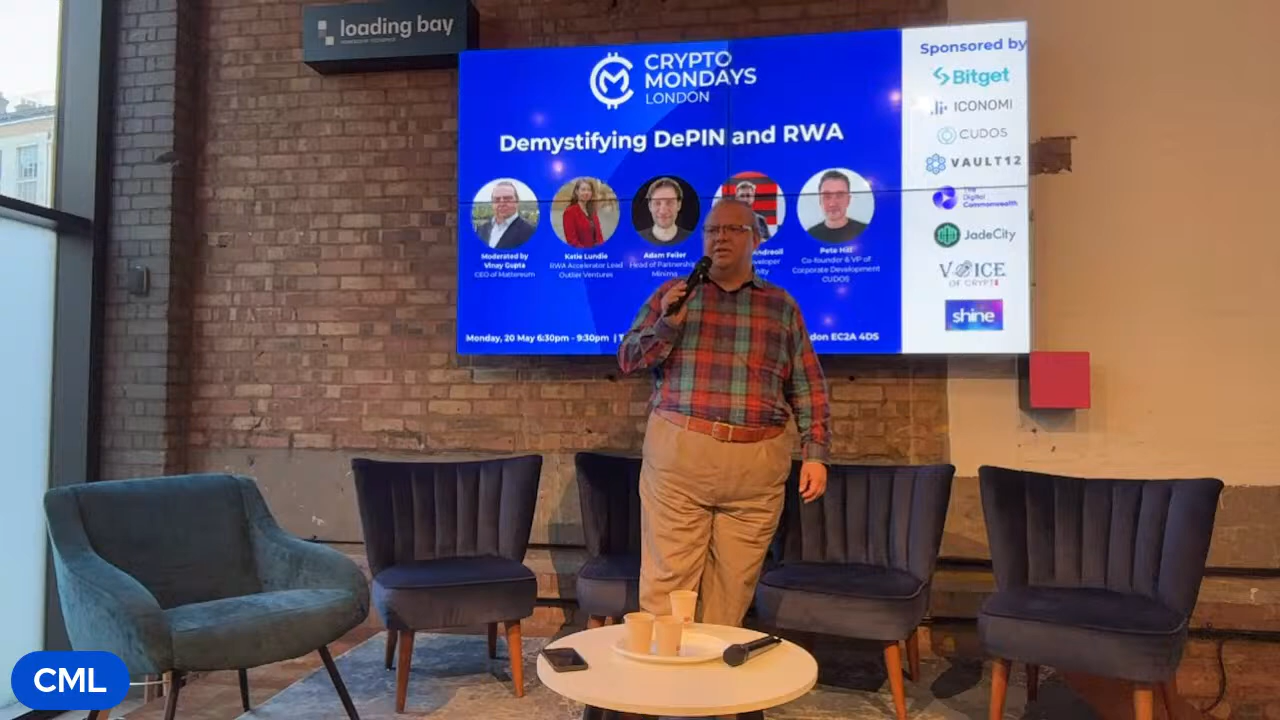 loading bay
CRYPTO
MONDAYS
LONDON
Demystifying DePIN and RWA
Moderated by
Vinay Gupta
CEO of Mattereum
Katie Lundie
RWA Accelerator Lead
Outlier Ventures
Adam Feiler
Head of Partnership
Minima
Pete Hill
Co-founder & VP of
Corporate Development
CUDOS
Monday, 20 May 6:30pm - 9:30pm |
EC2A 4DS
Sponsored by
Bitget
ICONOMI
CUDOS
VAULT12
The
Digital
Commonwealth
JadeCity
VOICE
OF CRYPTO
shine
CML